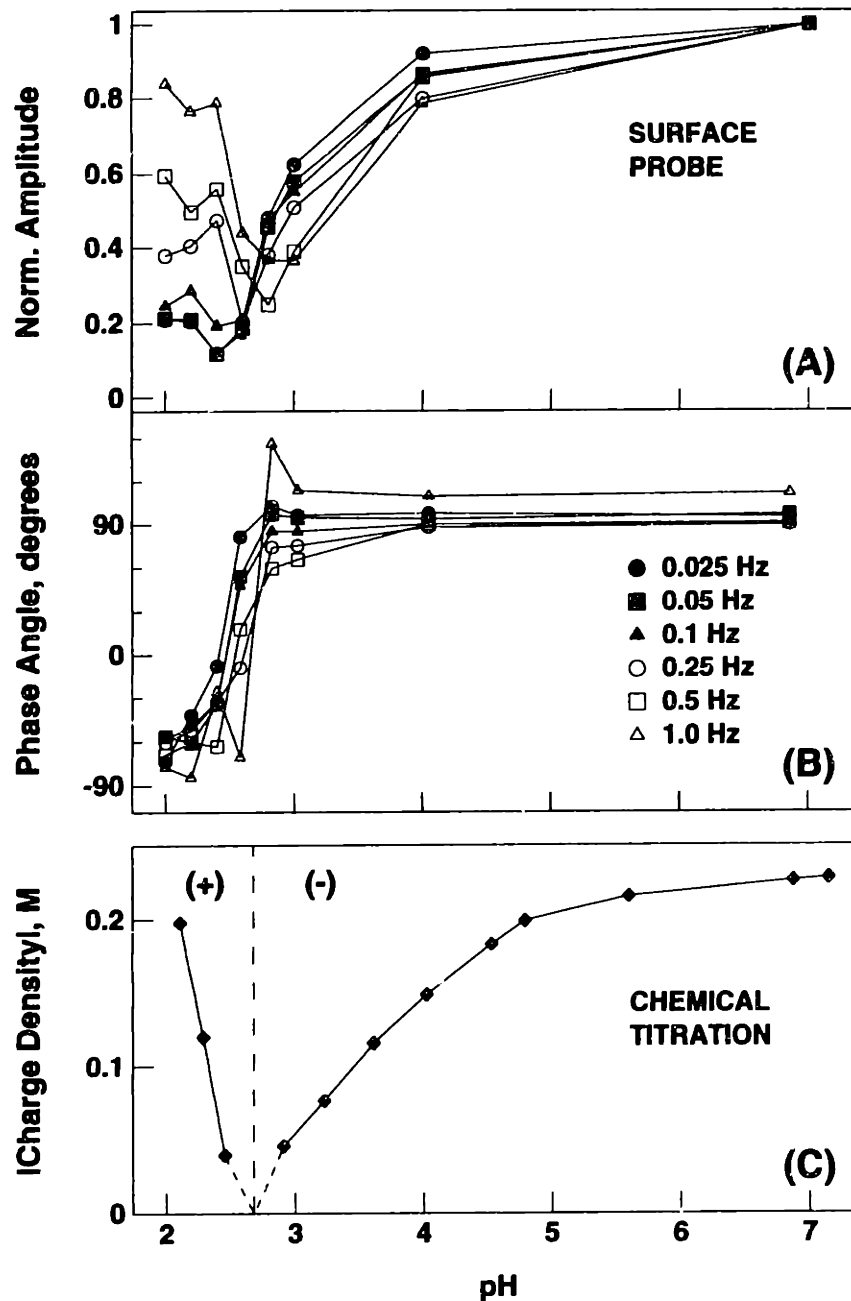 1
0.8
0.6
0.4
0.2
0
Norm. Amplitude
SURFACE
PROBE
(A)
90
0
-90
Phase Angle, degrees
0.025 Hz
0.05 Hz
0.1 Hz
0.25 Hz
0.5 Hz
1.0 Hz
(B)
(+)
(-)
0.2
0.1
0
|Charge Density|, M
CHEMICAL
TITRATION
(C)
2 3 4 5 6 7
pH